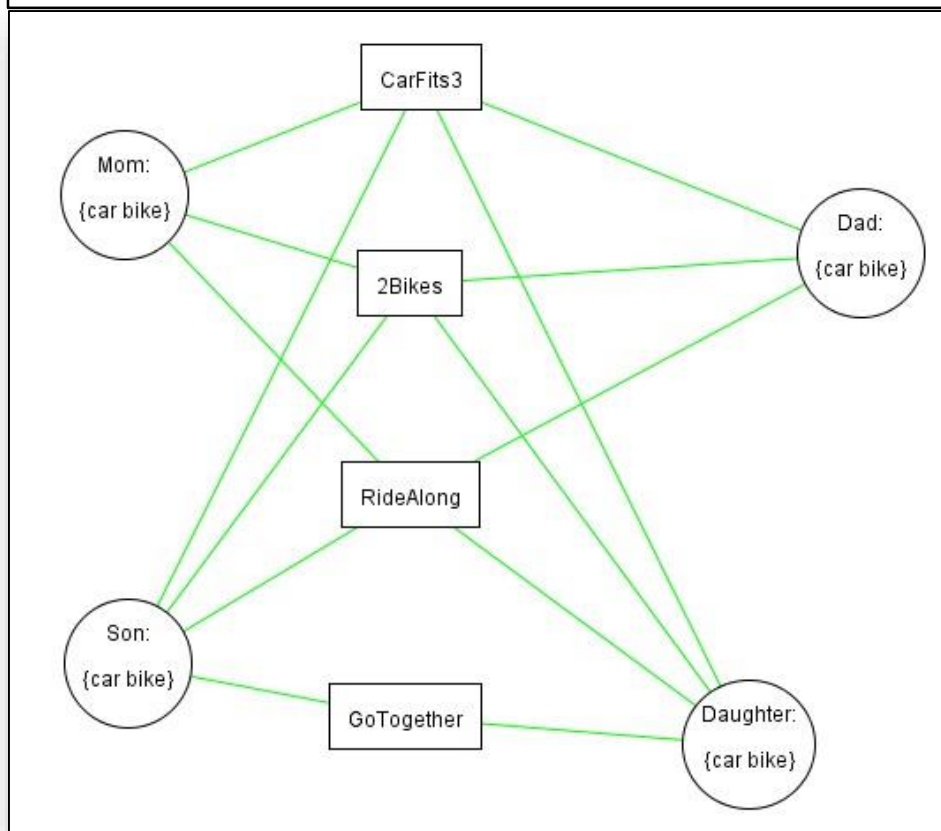 CarFits3
Mom:
{car bike}
Dad:
{car bike}
2Bikes
RideAlong
Son:
{car bike}
GoTogether
Daughter:
{car bike}